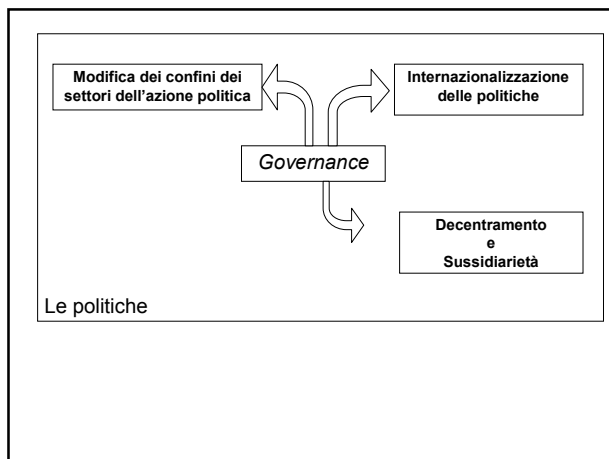 Modifica dei confini dei
settori dell'azione politica
Internazionalizzazione
delle politiche
Governance
Decentramento
e
Sussidiarietà
Le politiche